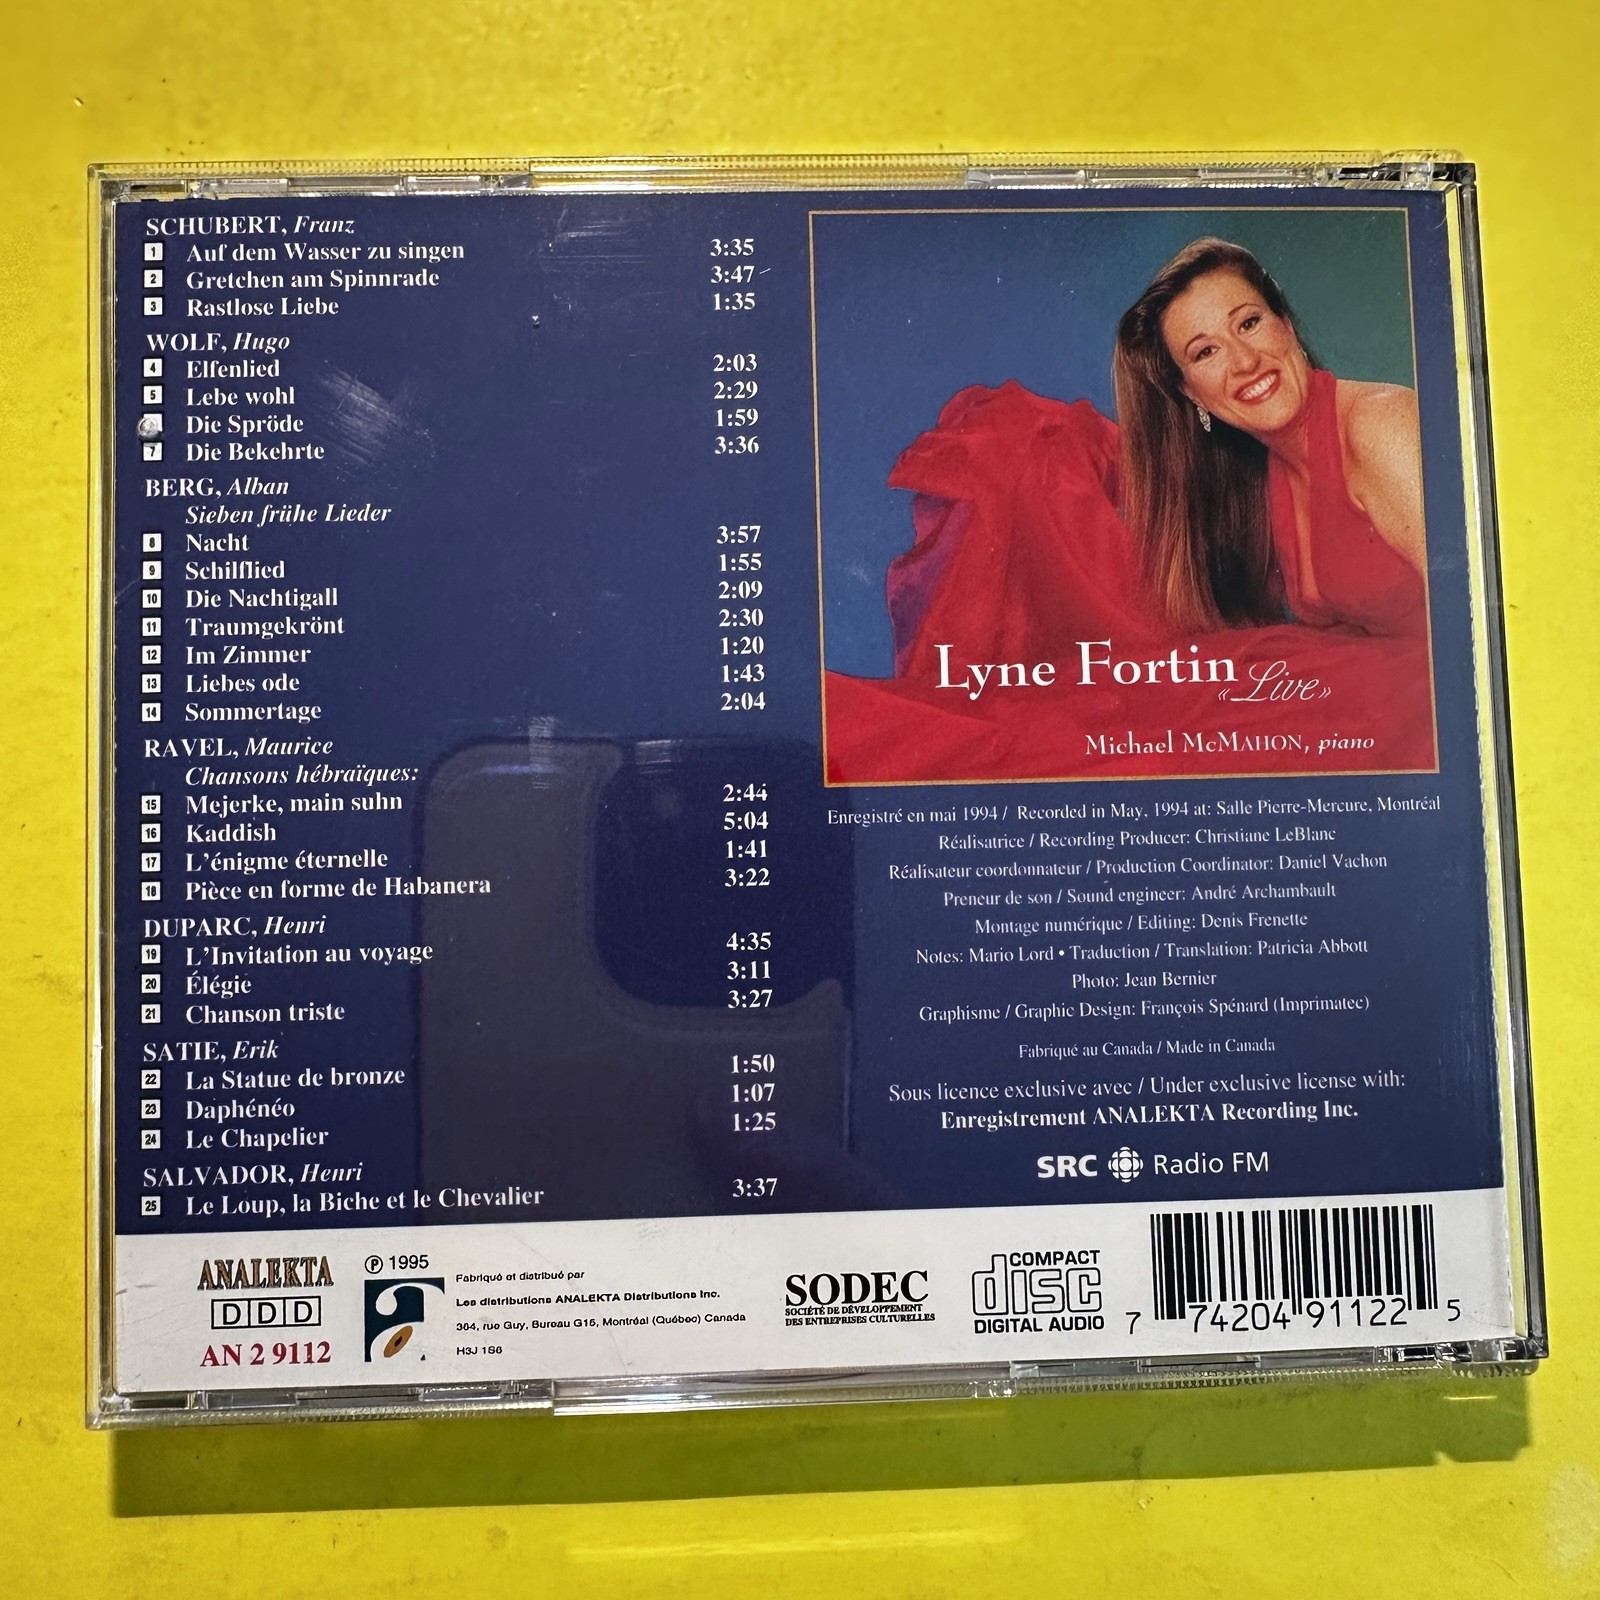 SCHUBERT, Franz
1 Auf dem Wasser zu singen 3:35
2 Gretchen am Spinnrade 3:47
3 Rastlose Liebe 1:35
WOLF, Hugo
4 Elfenlied 2:03
5 Lebe wohl 2:29
Die Spröde 1:59
7 Die Bekehrte 3:36
BERG, Alban
Sieben frühe Lieder
8 Nacht 3:57
9 Schilflied 1:55
10 Die Nachtigall 2:09
11 Traumgekrönt 2:30
12 Im Zimmer 1:20
13 Liebes ode 1:43
14 Sommertage 2:04
RAVEL, Maurice
Chansons hébraïques:
15 Mejerke, main suhn 2:44
16 Kaddish 5:04
17 L'énigme éternelle 1:41
18 Pièce en forme de Habanera 3:22
DUPARC, Henri
19 L'Invitation au voyage 4:35
20 Élégie 3:11
21 Chanson triste 3:27
SATIE, Erik
22 La Statue de bronze 1:50
23 Daphénéo 1:07
24 Le Chapelier 1:25
SALVADOR, Henri
25 Le Loup, la Biche et le Chevalier 3:37
Lyne Fortin
«Live»
Michael McMAHON, piano
Enregistré en mai 1994 / Recorded in May, 1994 at: Salle Pierre-Mercure, Montréal
Réalisatrice / Recording Producer: Christiane LeBlanc
Réalisateur coordonnateur / Production Coordinator: Daniel Vachon
Preneur de son / Sound engineer: André Archambault
Montage numérique / Editing: Denis Frenette
Notes: Mario Lord • Traduction / Translation: Patricia Abbott
Photo: Jean Bernier
Graphisme / Graphic Design: François Spénard (Imprimatec)
Fabriqué au Canada / Made in Canada
Sous licence exclusive avec / Under exclusive license with:
Enregistrement ANALEKTA Recording Inc.
SRC Radio FM
ANALEKTA
DDD
AN 2 9112
℗ 1995
Fabriqué et distribué par
Les distributions ANALEKTA Distributions Inc.
364, rue Guy, Bureau G15, Montréal (Québec) Canada
H3J 1S6
SODEC
SOCIÉTÉ DE DÉVELOPPEMENT
DES ENTREPRISES CULTURELLES
COMPACT
disc
DIGITAL AUDIO
7 74204 91122 5